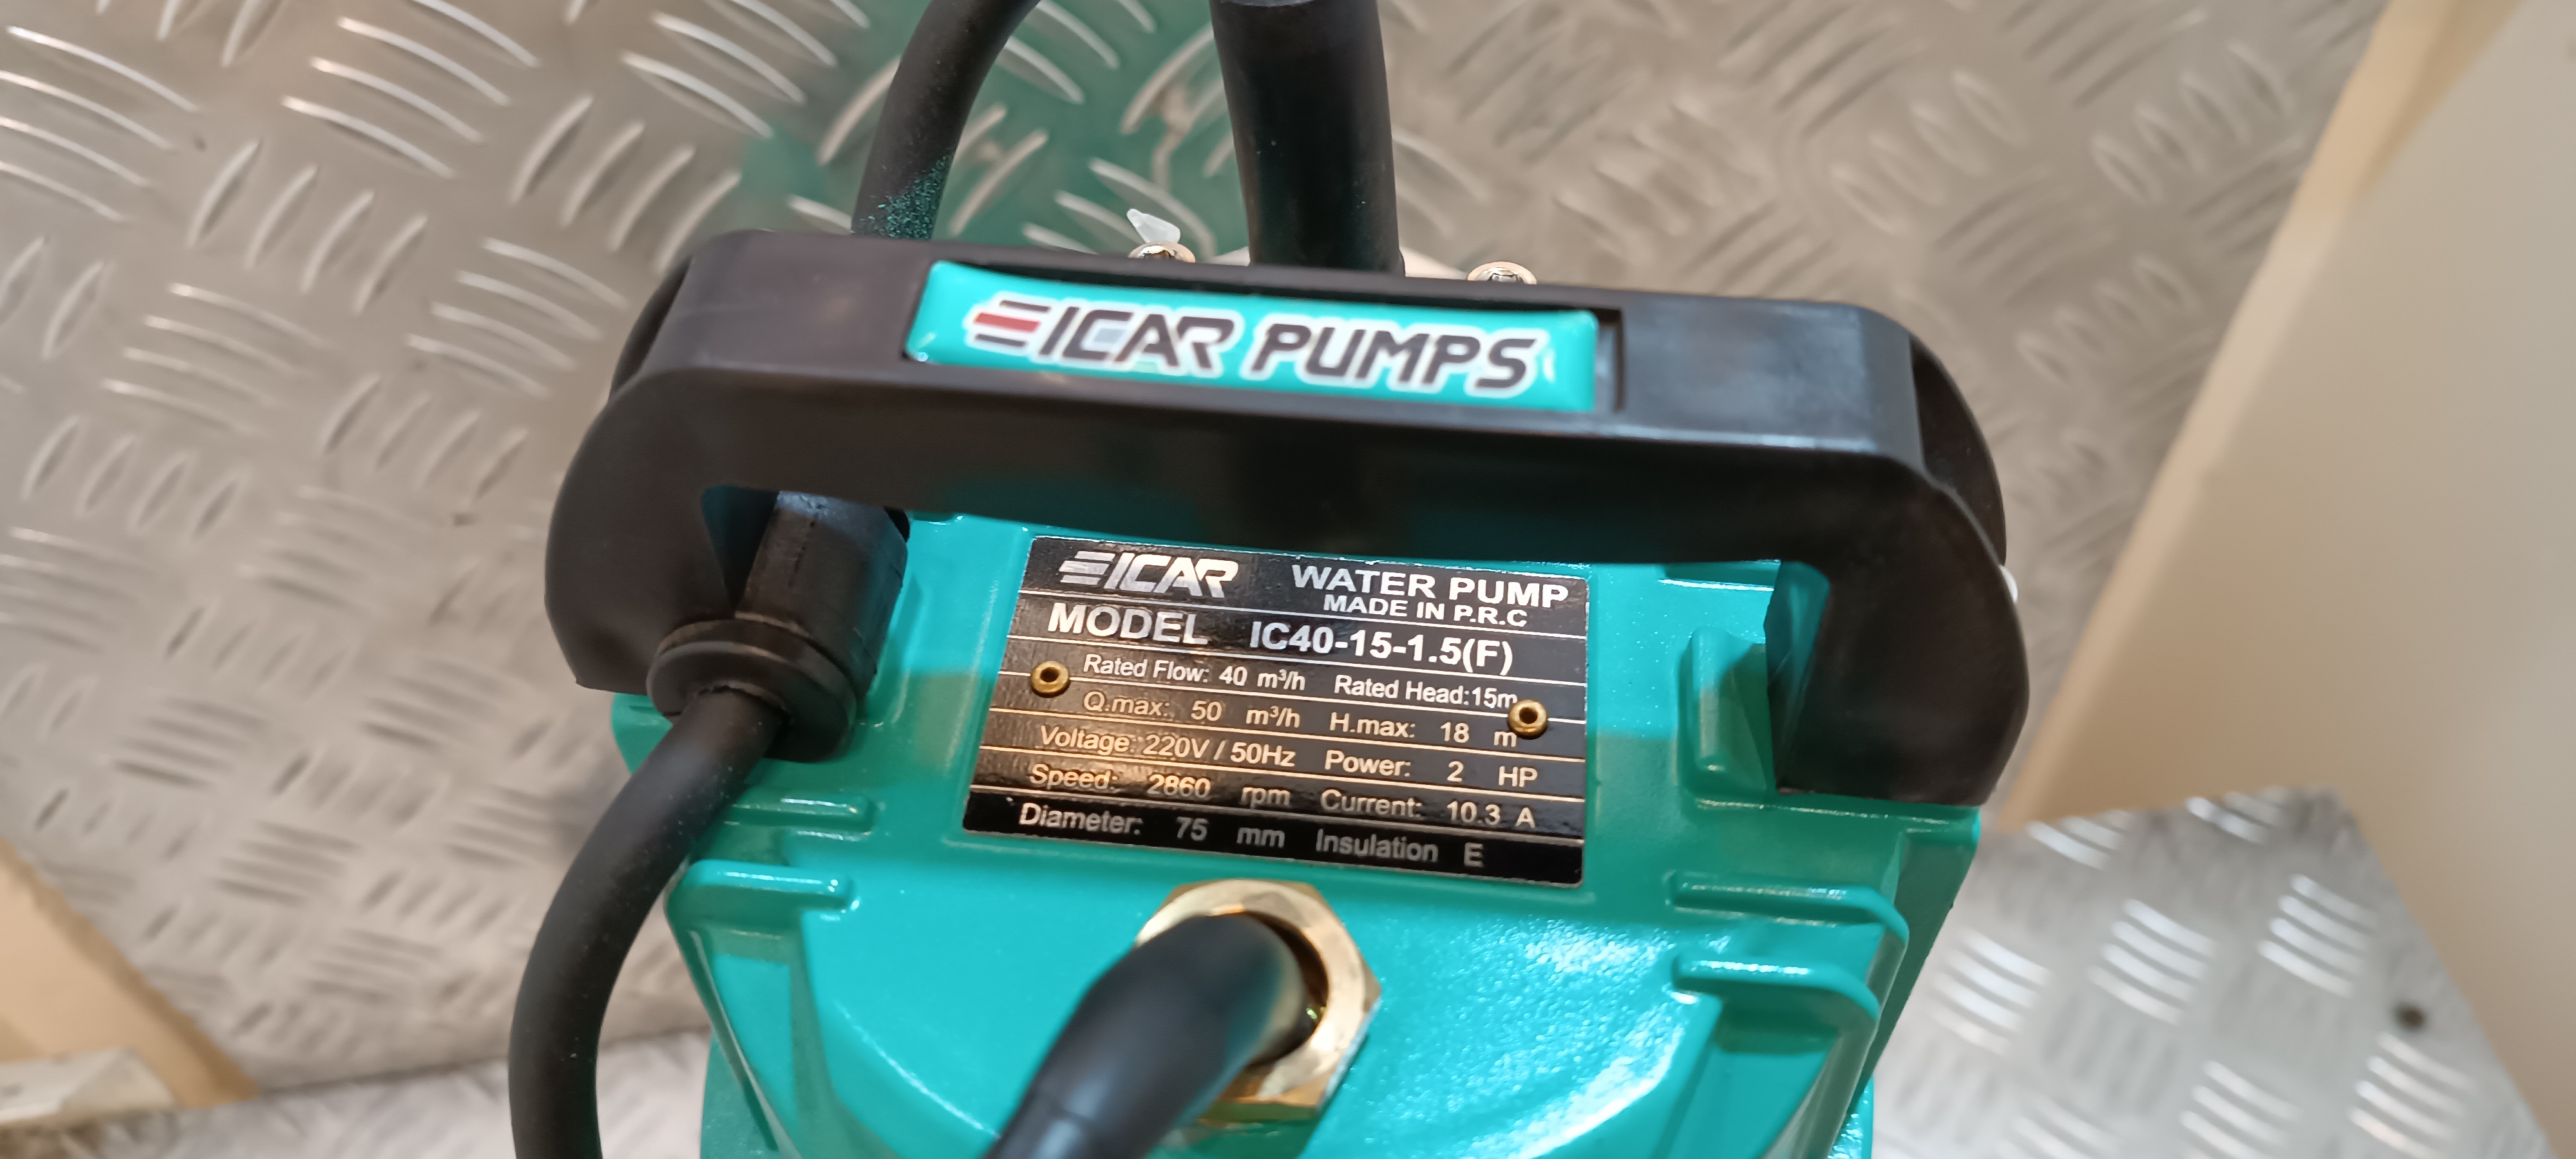 EICAR PUMPS
EICAR WATER PUMP
MADE IN P.R.C
MODEL IC40-15-1.5(F)
Rated Flow: 40 m³/h Rated Head:15m
Q.max: 50 m³/h H.max: 18 m
Voltage: 220V / 50Hz Power: 2 HP
Speed: 2860 rpm Current: 10.3 A
Diameter: 75 mm Insulation E